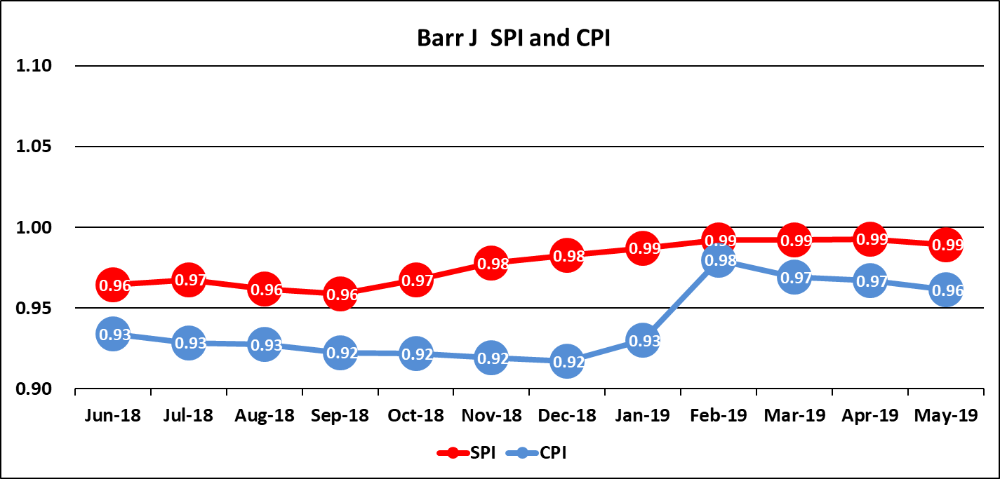 Barr J  SPI and CPI
1.10
1.05
1.00
0.99 0.99 0.99 0.99 0.99
0.98 0.98 0.98
0.96 0.97 0.96 0.96 0.97 0.97 0.97 0.96
0.95
0.93 0.93 0.93 0.92 0.92 0.92 0.92 0.93
0.90
Jun-18 Jul-18 Aug-18 Sep-18 Oct-18 Nov-18 Dec-18 Jan-19 Feb-19 Mar-19 Apr-19 May-19
SPI CPI